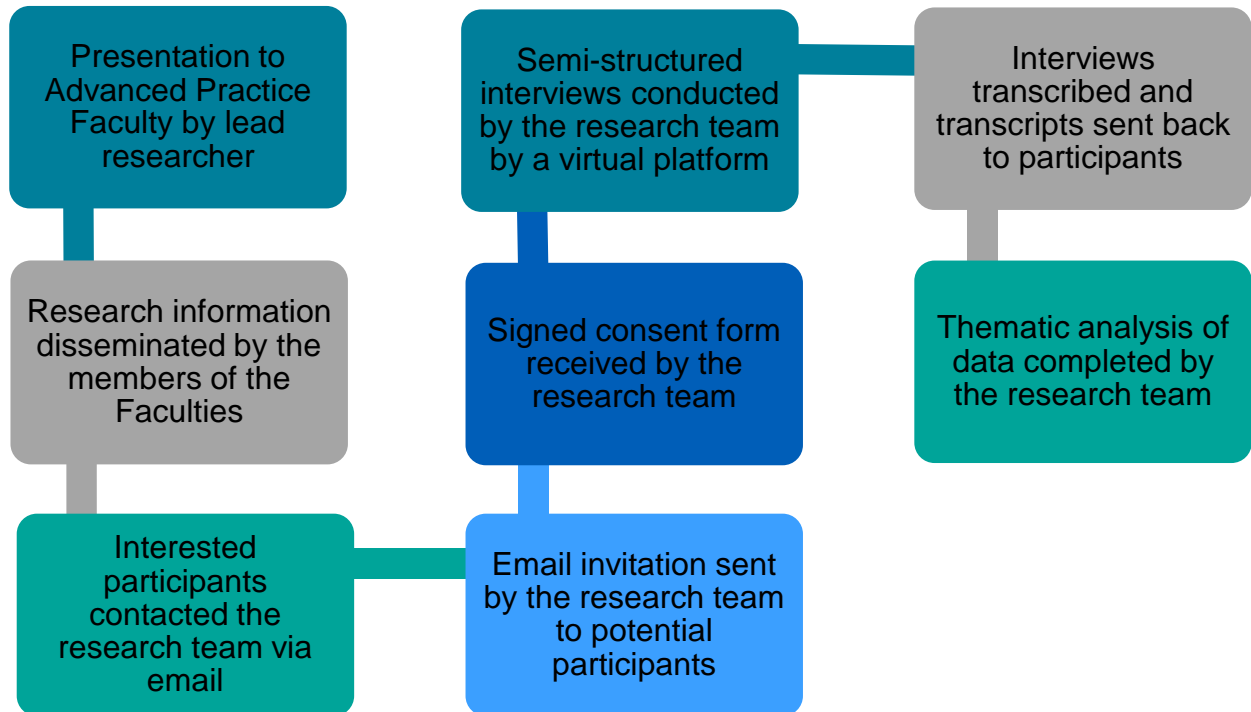 Presentation to
Advanced Practice
Faculty by lead
researcher
Research information
disseminated by the
members of the
Faculties
Interested
participants
contacted the
research team via
email
Email invitation sent
by the research team
to potential
participants
Signed consent form
received by the
research team
Semi-structured
interviews conducted
by the research team
by a virtual platform
Interviews
transcribed and
transcripts sent back
to participants
Thematic analysis of
data completed by
the research team